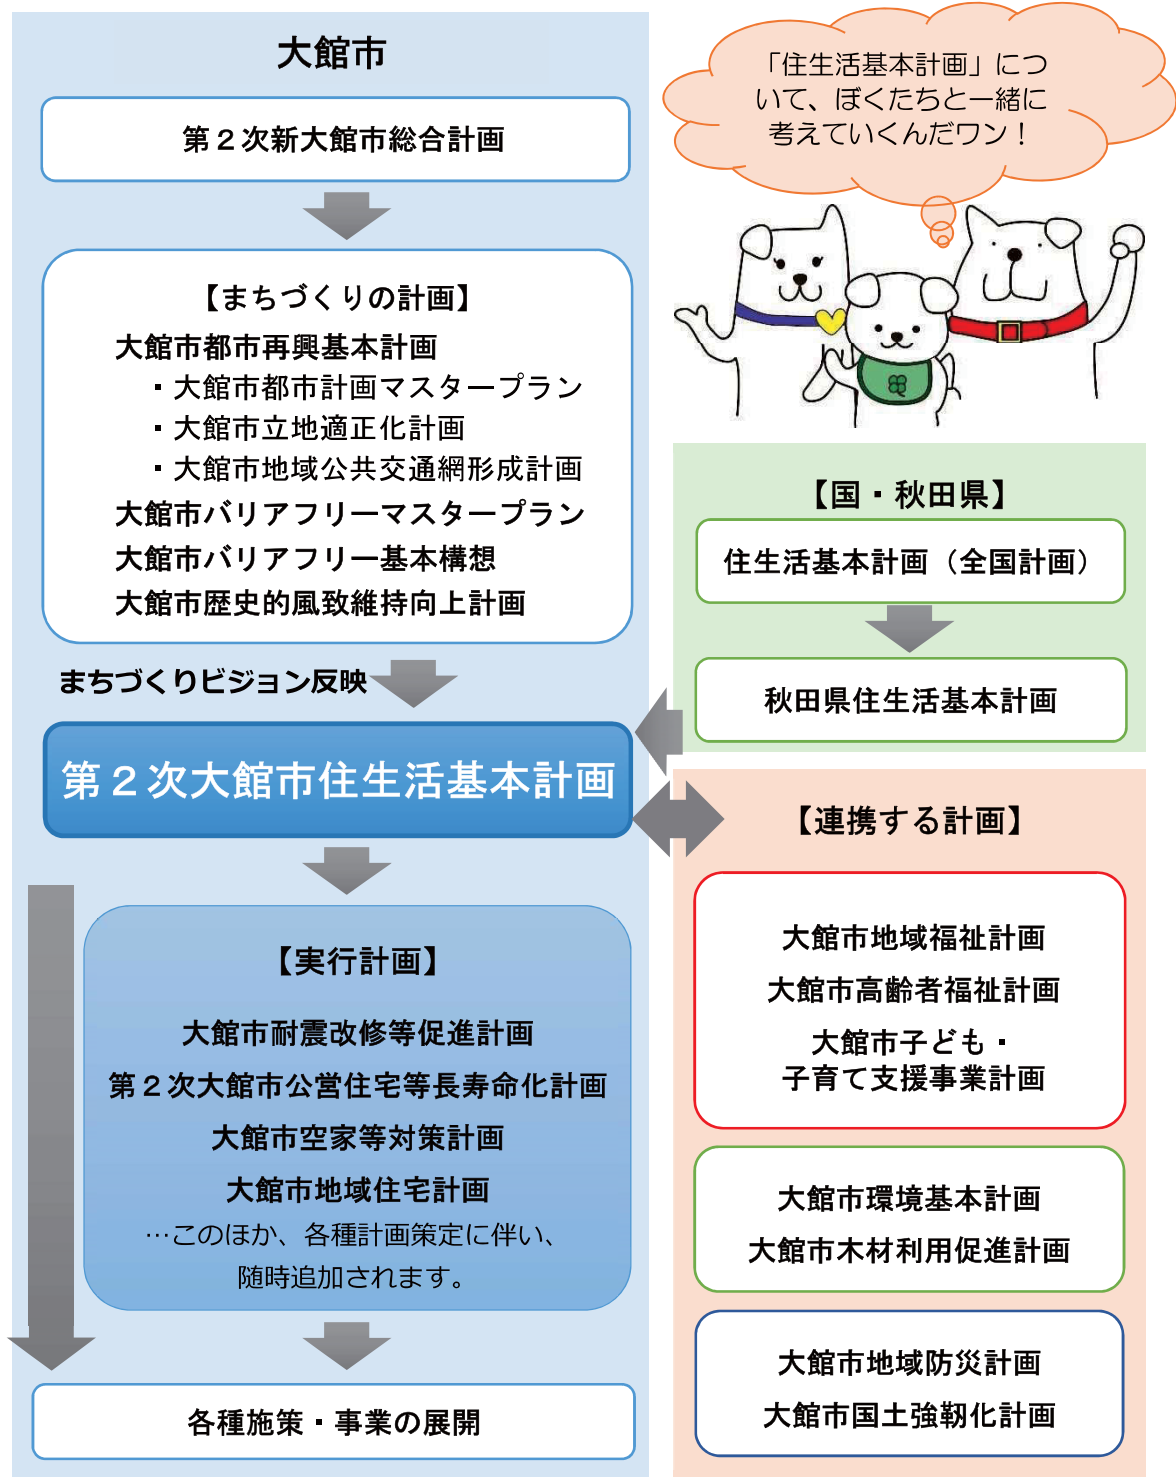 大館市
第２次新大館市総合計画
【まちづくりの計画】
大館市都市再興基本計画
・大館市都市計画マスタープラン
・大館市立地適正化計画
・大館市地域公共交通網形成計画
大館市バリアフリーマスタープラン
大館市バリアフリー基本構想
大館市歴史的風致維持向上計画
まちづくりビジョン反映
第２次大館市住生活基本計画
【実行計画】
大館市耐震改修等促進計画
第２次大館市公営住宅等長寿命化計画
大館市空家等対策計画
大館市地域住宅計画
…このほか、各種計画策定に伴い、
随時追加されます。
各種施策・事業の展開
「住生活基本計画」につ
いて、ぼくたちと一緒に
考えていくんだワン！
【国・秋田県】
住生活基本計画（全国計画）
秋田県住生活基本計画
【連携する計画】
大館市地域福祉計画
大館市高齢者福祉計画
大館市子ども・
子育て支援事業計画
大館市環境基本計画
大館市木材利用促進計画
大館市地域防災計画
大館市国土強靭化計画